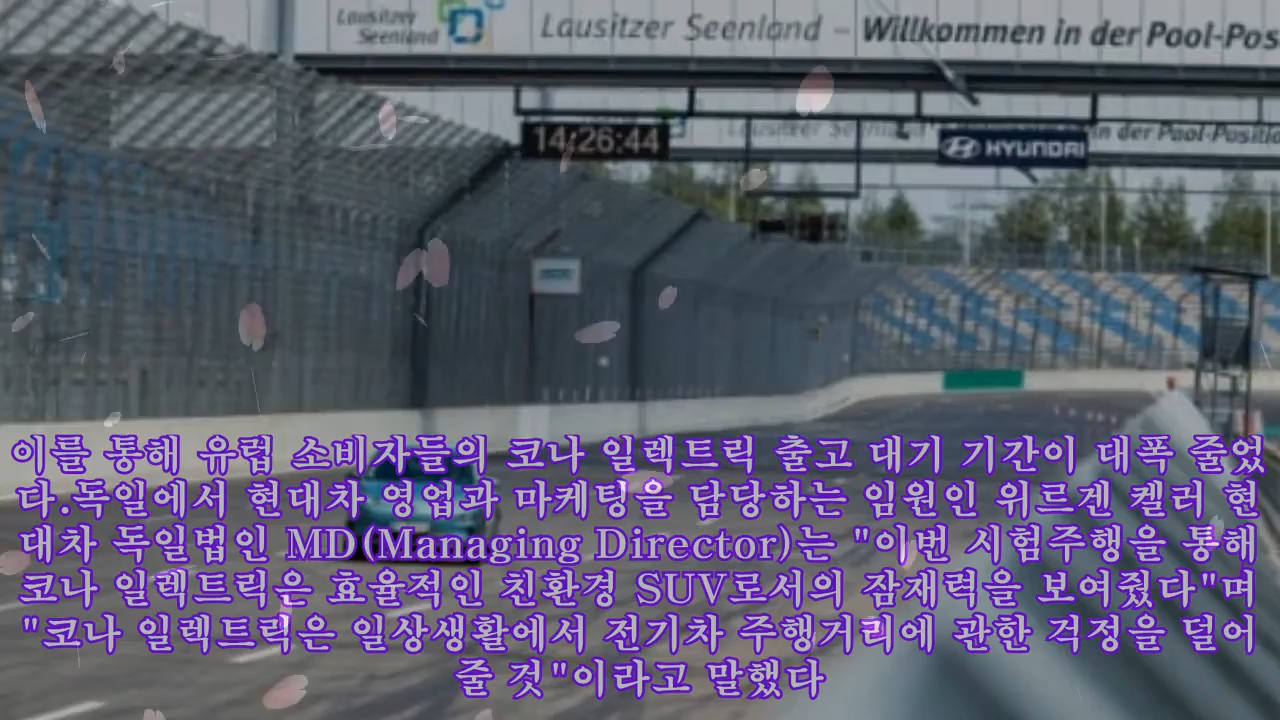 Lausitzer
Seenland
Lausitzer Seenland – Willkommen in der Pool-Pos
14:26:44
Lausitzer
in der Pool-Positio
HYUNDAI
이를 통해 유럽 소비자들의 코나 일렉트릭 출고 대기 기간이 대폭 줄었
다.독일에서 현대차 영업과 마케팅을 담당하는 임원인 위르겐 켈러 현
대차 독일법인 MD(Managing Director)는 "이번 시험주행을 통해
코나 일렉트릭은 효율적인 친환경 SUV로서의 잠재력을 보여줬다"며
"코나 일렉트릭은 일상생활에서 전기차 주행거리에 관한 걱정을 덜어
줄 것"이라고 말했다